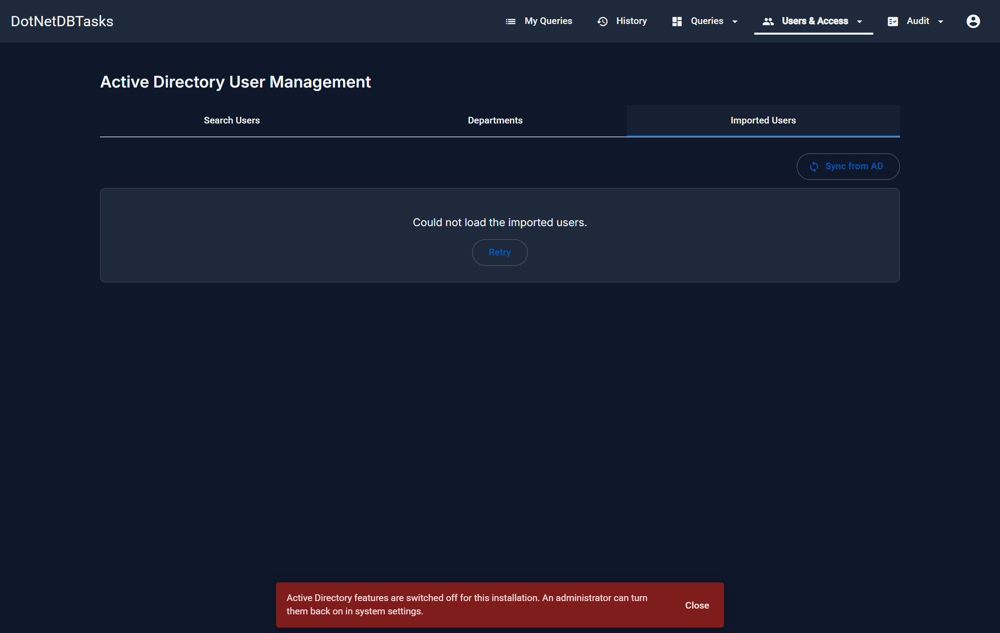 DotNetDBTasks
My Queries
History
Queries
Users & Access
Audit
Active Directory User Management
Search Users
Departments
Imported Users
Sync from AD
Could not load the imported users.
Retry
Active Directory features are switched off for this installation. An administrator can turn
them back on in system settings.
Close